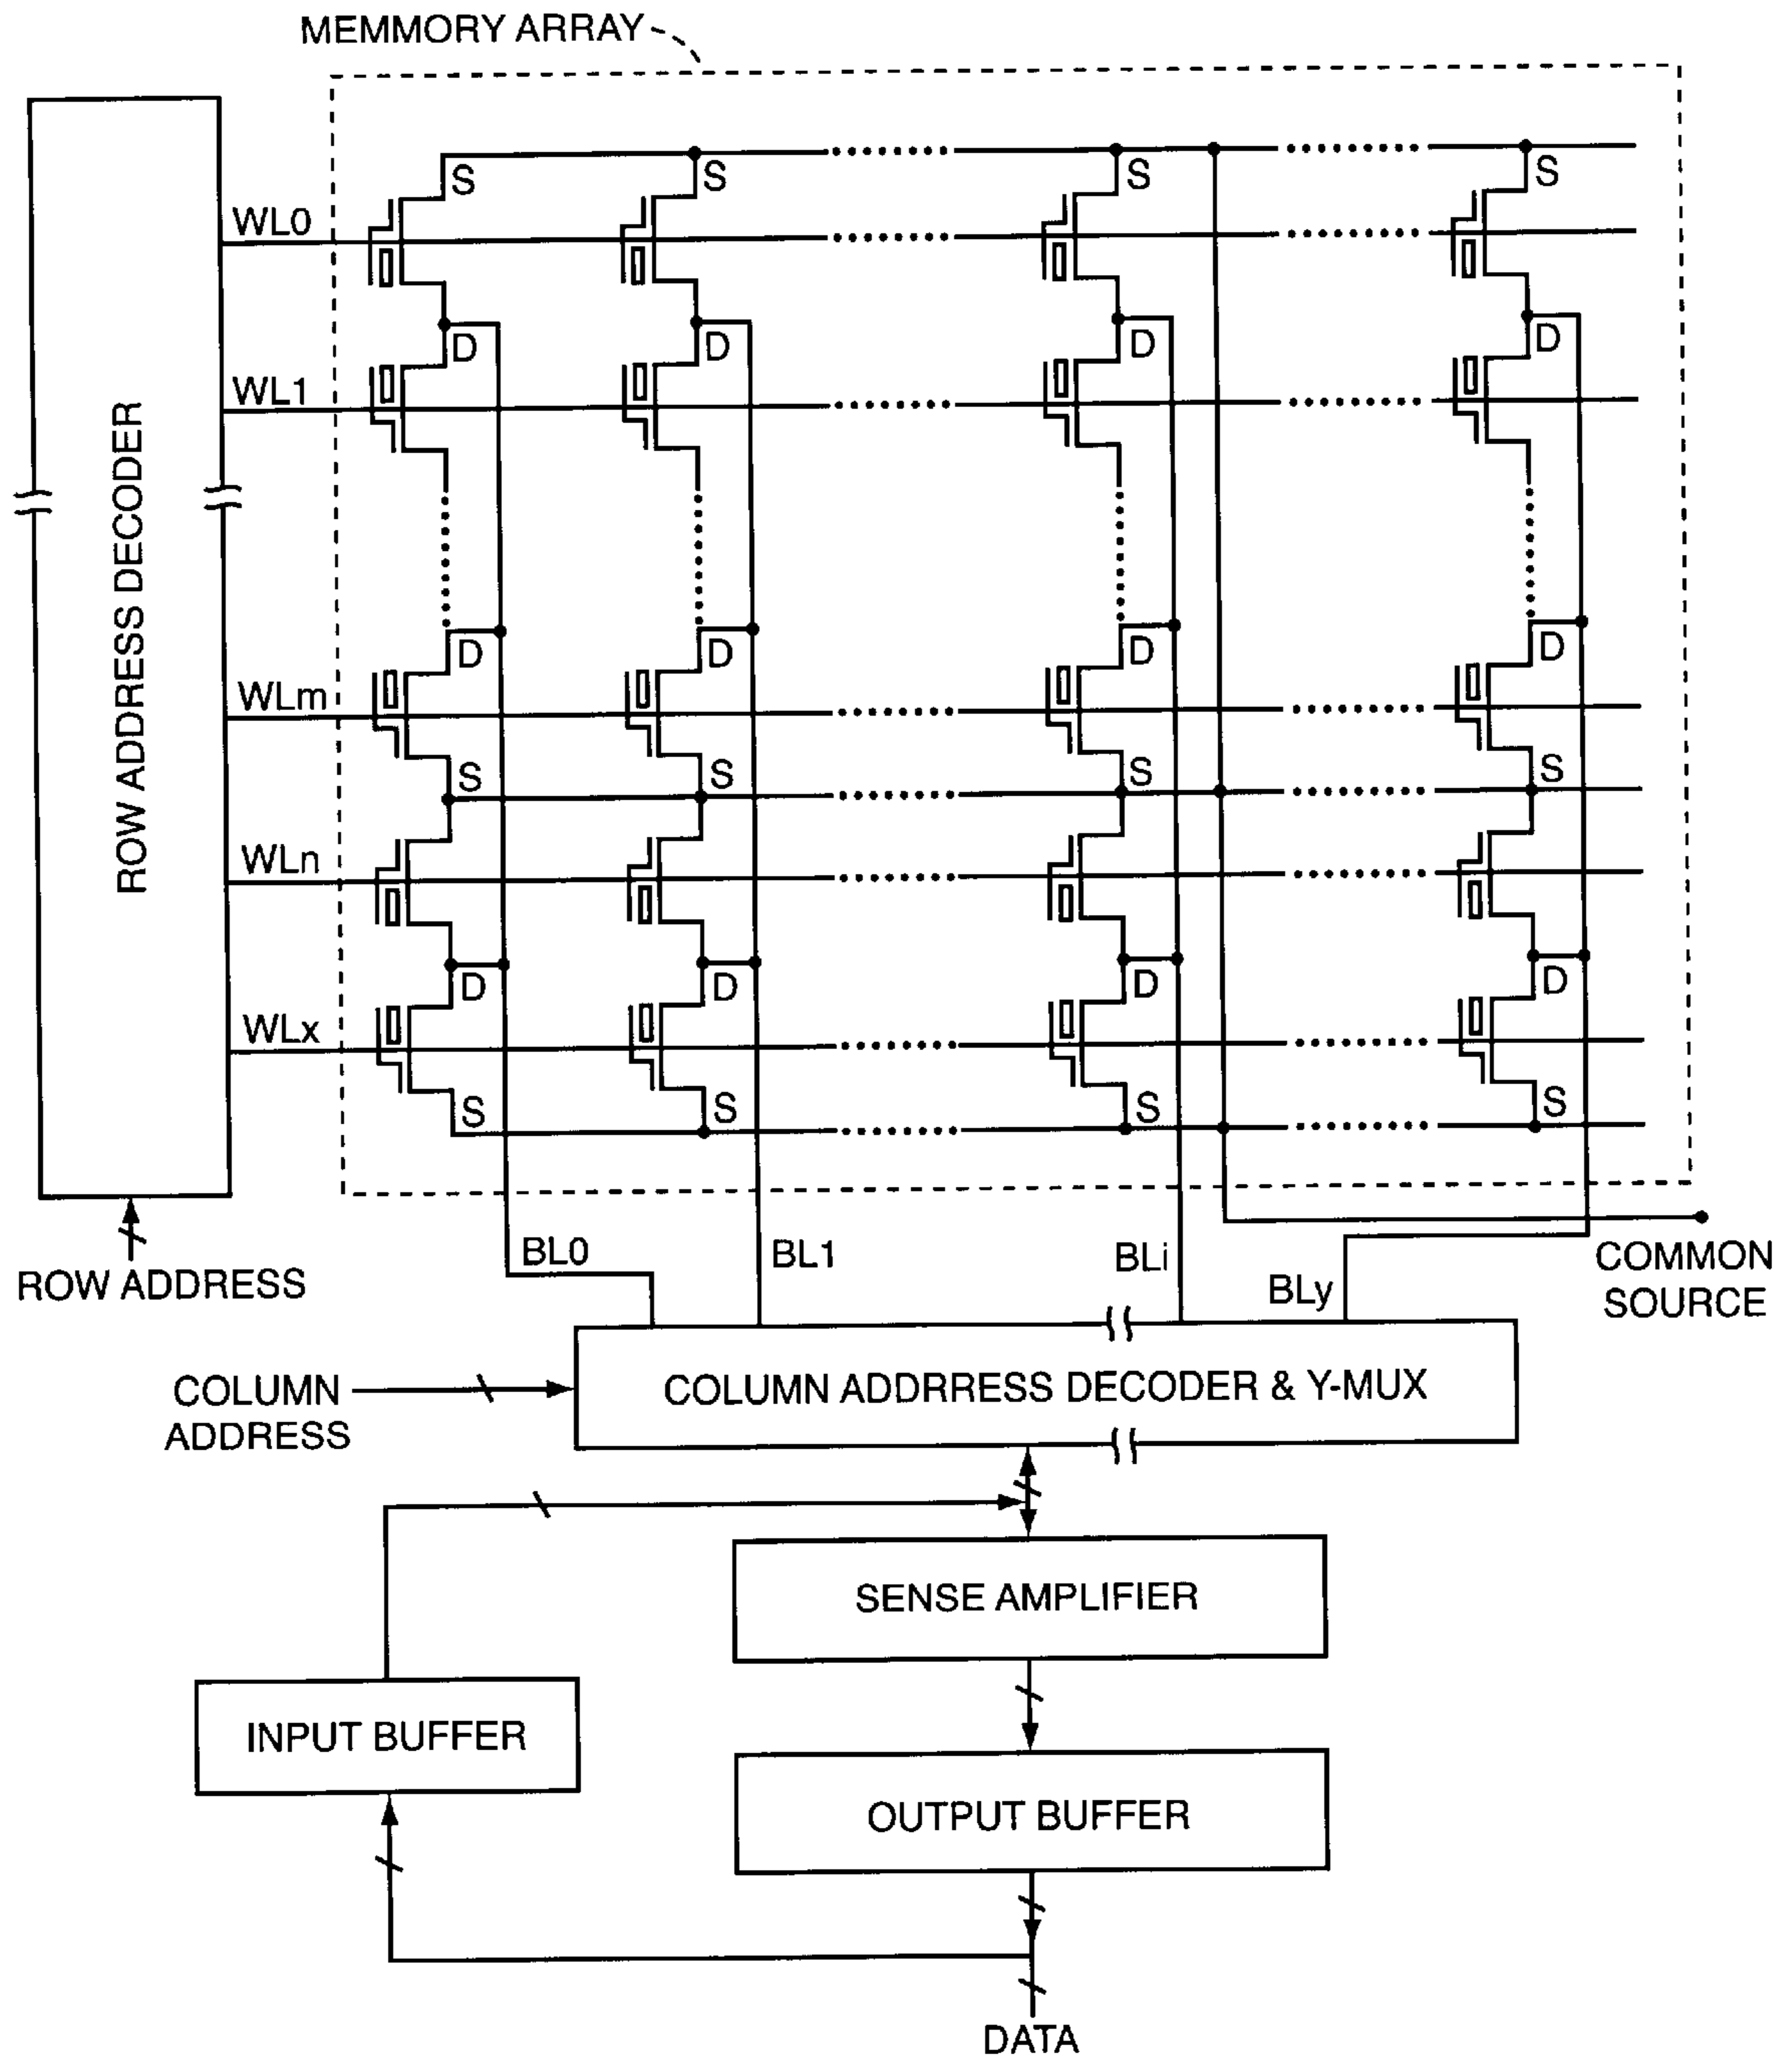 MEMMORY ARRAY
S S S S
WL0
D D D D
WL1
ROW ADDRESS DECODER
D D D D
WLm
S S S S
WLn
D D D D
WLx
S S S S
ROW ADDRESS
BL0 BL1 BLi BLy
COMMON
SOURCE
COLUMN
ADDRESS
COLUMN ADDRRESS DECODER & Y-MUX
SENSE AMPLIFIER
INPUT BUFFER
OUTPUT BUFFER
DATA